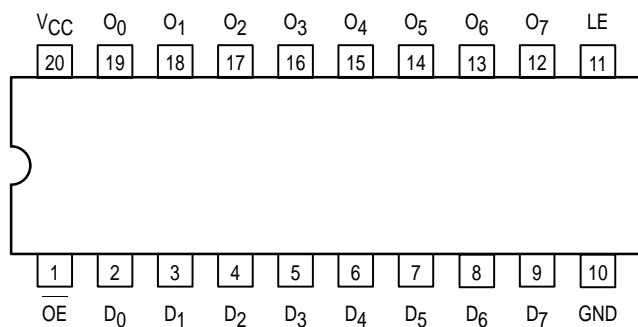 VCC O0 O1 O2 O3 O4 O5 O6 O7 LE
20 19 18 17 16 15 14 13 12 11
1 2 3 4 5 6 7 8 9 10
O̅E̅ D0 D1 D2 D3 D4 D5 D6 D7 GND